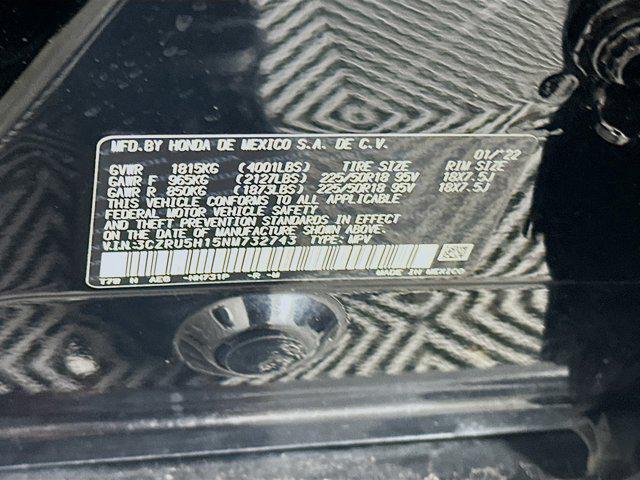 MFD.BY HONDA DE MEXICO S.A. DE C.V.
01/'22
GVWR 1815KG (4001LBS) TIRE SIZE RIM SIZE
GAWR F 965KG (2127LBS) 225/50R18 95V 18X7.5J
GAWR R 850KG (1873LBS) 225/50R18 95V 18X7.5J
THIS VEHICLE CONFORMS TO ALL APPLICABLE
FEDERAL MOTOR VEHICLE SAFETY
AND THEFT PREVENTION STANDARDS IN EFFECT
ON THE DATE OF MANUFACTURE SHOWN ABOVE.
V.I.N.:3CZRU5H15NM732743 TYPE: MPV
-NH731P -R -M MADE IN MEXICO